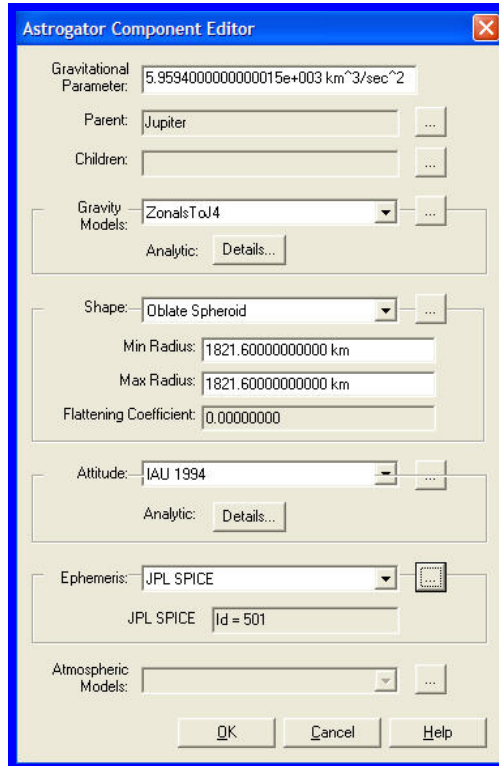 Astrogator Component Editor
Gravitational
Parameter: 5.9594000000000015e+003 km^3/sec^2
Parent: Jupiter ...
Children: ...
Gravity
Models: ZonalsToJ4 ...
Analytic: Details...
Shape: Oblate Spheroid ...
Min Radius: 1821.60000000000 km
Max Radius: 1821.60000000000 km
Flattening Coefficient: 0.00000000
Attitude: IAU 1994 ...
Analytic: Details...
Ephemeris: JPL SPICE ...
JPL SPICE Id = 501
Atmospheric
Models: ...
OK Cancel Help